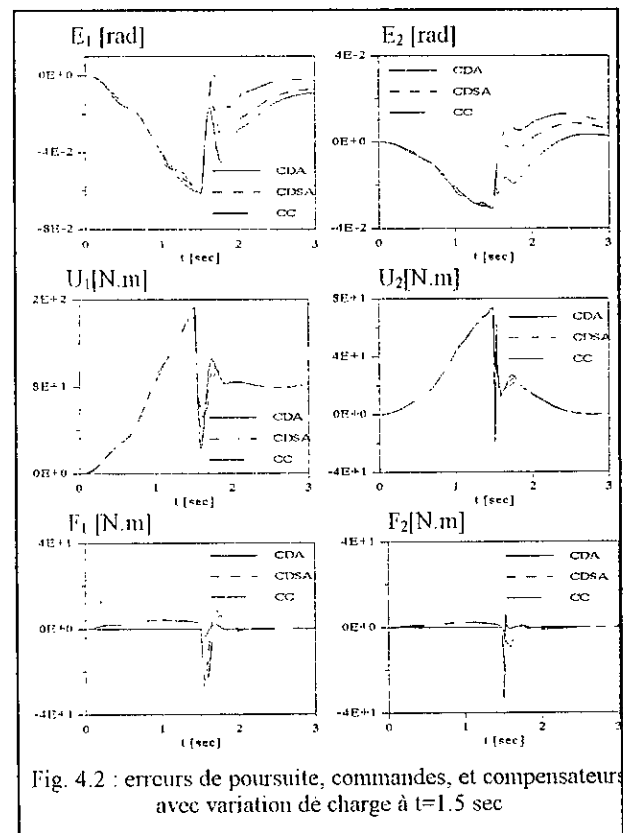 E₁ [rad]
0E+0
-4E-2
-8E-2
CDA
CDSA
CC
0 1 2 3
t [sec]
E₂ [rad]
4E-2
0E+0
-4E-2
CDA
CDSA
CC
0 1 2 3
t [sec]
U₁[N.m]
2E+2
9E+1
0E+0
CDA
CDSA
CC
0 1 2 3
t [sec]
U₂[N.m]
8E+1
4E+1
0E+0
-4E+1
CDA
CDSA
CC
0 1 2 3
t [sec]
F₁ [N.m]
4E+1
0E+0
-4E+1
CDA
CDSA
CC
0 1 2 3
t [sec]
F₂[N.m]
4E+1
0E+0
-4E+1
CDA
CDSA
CC
0 1 2 3
t [sec]
Fig. 4.2 : erreurs de poursuite, commandes, et compensateurs
avec variation de charge à t=1.5 sec